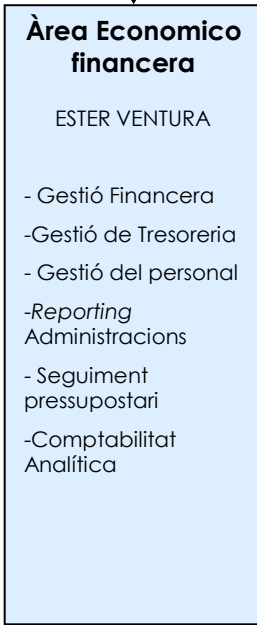 Àrea Economico
financera
ESTER VENTURA
- Gestió Financera
-Gestió de Tresoreria
- Gestió del personal
-Reporting
Administracions
- Seguiment
pressupostari
-Comptabilitat
Analítica